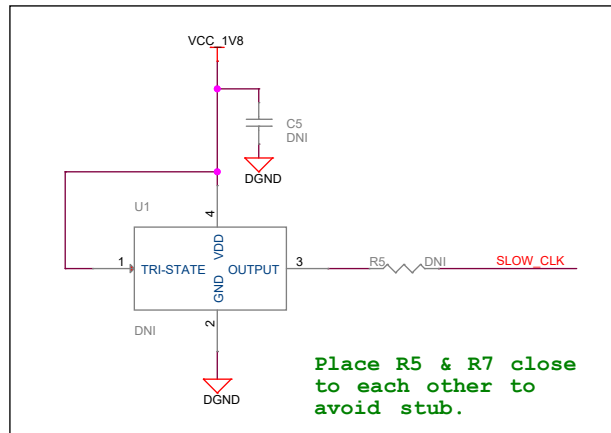 VCC_1V8
C5
DNI
DGND
U1
4
VDD
1
TRI-STATE
OUTPUT
3
R5
DNI
SLOW_CLK
GND
2
DNI
DGND
Place R5 & R7 close
to each other to
avoid stub.